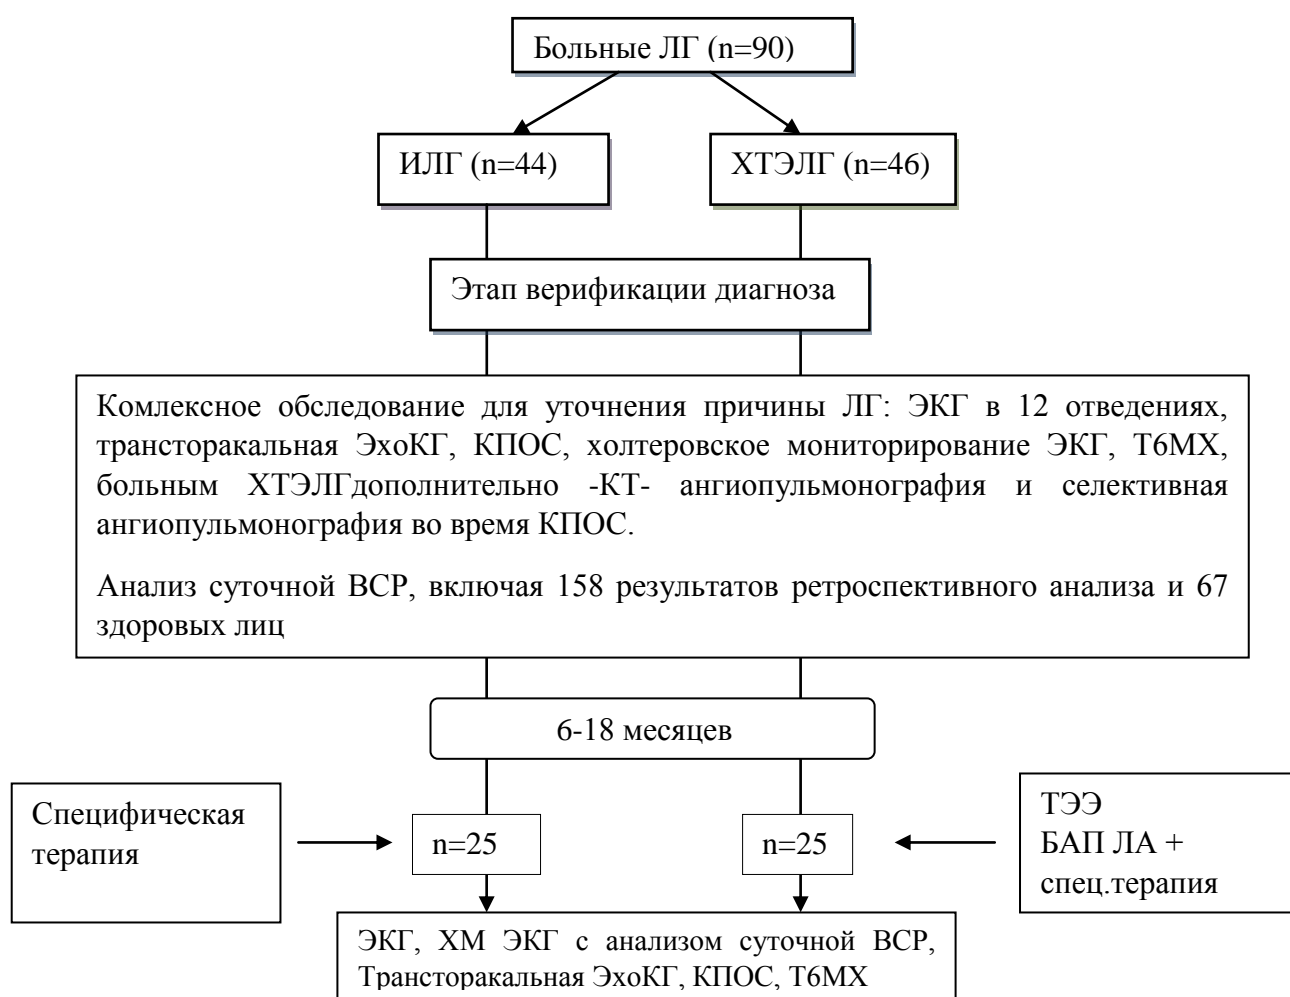 Больные ЛГ (n=90)
ИЛГ (n=44)
ХТЭЛГ (n=46)
Этап верификации диагноза
Комлексное обследование для уточнения причины ЛГ: ЭКГ в 12 отведениях,
трансторакальная ЭхоКГ, КПОС, холтеровское мониторирование ЭКГ, Т6МХ,
больным ХТЭЛГдополнительно -КТ- ангиопульмонография и селективная
ангиопульмонография во время КПОС.
Анализ суточной ВСР, включая 158 результатов ретроспективного анализа и 67
здоровых лиц
6-18 месяцев
Специфическая
терапия
n=25
n=25
ТЭЭ
БАП ЛА +
спец.терапия
ЭКГ, ХМ ЭКГ с анализом суточной ВСР,
Трансторакальная ЭхоКГ, КПОС, Т6МХ